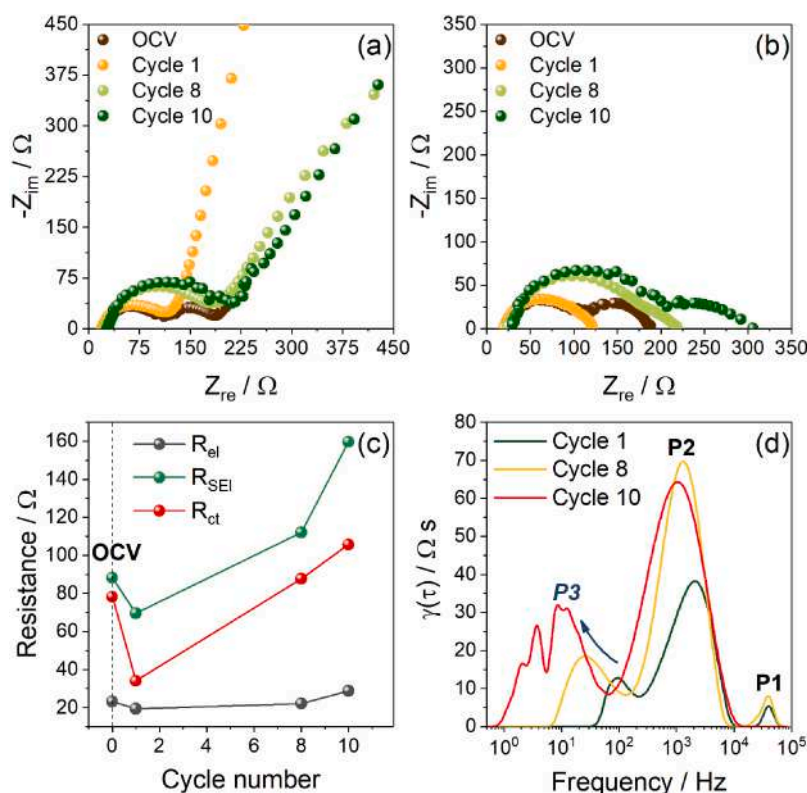 (a)
OCV
Cycle 1
Cycle 8
Cycle 10
450
375
300
225
150
75
0
-Z_im / Ω
0 75 150 225 300 375 450
Z_re / Ω
(b)
OCV
Cycle 1
Cycle 8
Cycle 10
350
300
250
200
150
100
50
0
-Z_im / Ω
0 50 100 150 200 250 300 350
Z_re / Ω
(c)
R_el
R_SEI
R_ct
OCV
160
140
120
100
80
60
40
20
Resistance / Ω
0 2 4 6 8 10
Cycle number
(d)
Cycle 1
Cycle 8
Cycle 10
P2
P3
P1
80
70
60
50
40
30
20
10
0
γ(τ) / Ω s
10^0 10^1 10^2 10^3 10^4 10^5
Frequency / Hz